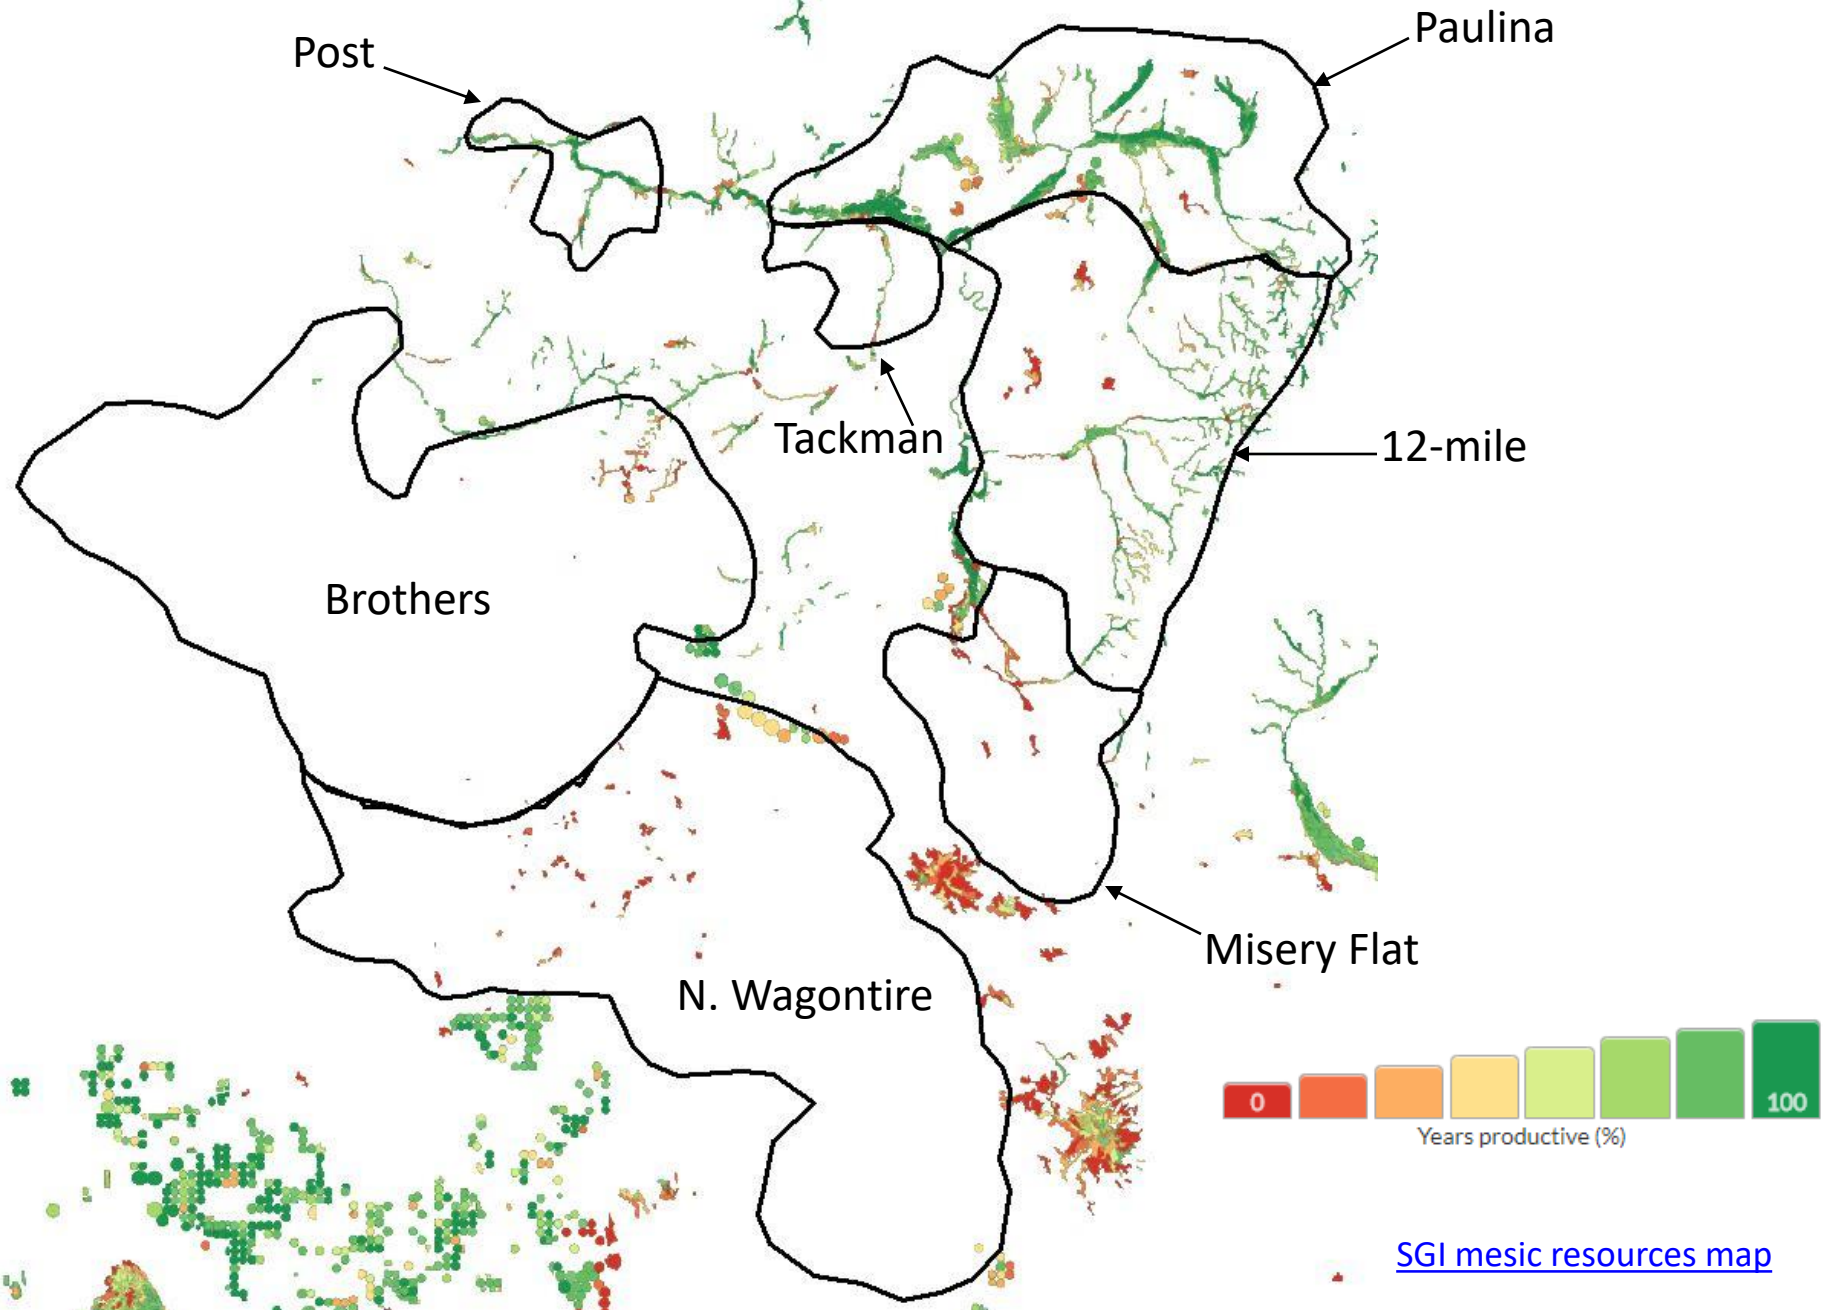 Paulina
Post
Tackman
12-mile
Brothers
Misery Flat
N. Wagontire
0
100
Years productive (%)
SGI mesic resources map